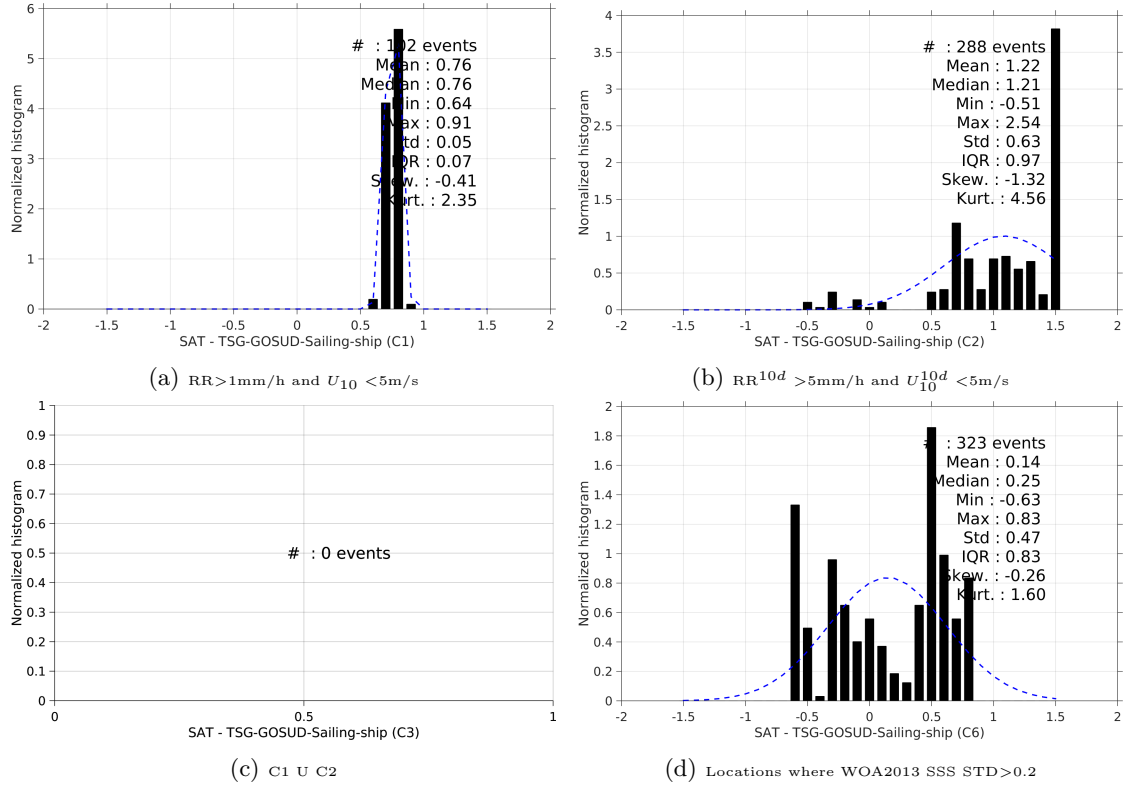 6
5
4
3
2
1
0
-2
-1.5
-1
-0.5
0
0.5
1
1.5
2
Normalized histogram
# : 102 events
Mean : 0.76
Median : 0.76
Min : 0.64
Max : 0.91
Std : 0.05
IQR : 0.07
Skew. : -0.41
Kurt. : 2.35
SAT - TSG-GOSUD-Sailing-ship (C1)
(a) RR>1mm/h and U10 <5m/s
4
3.5
3
2.5
2
1.5
1
0.5
0
-2
-1.5
-1
-0.5
0
0.5
1
1.5
2
Normalized histogram
# : 288 events
Mean : 1.22
Median : 1.21
Min : -0.51
Max : 2.54
Std : 0.63
IQR : 0.97
Skew. : -1.32
Kurt. : 4.56
SAT - TSG-GOSUD-Sailing-ship (C2)
(b) RR^10d >5mm/h and U_10^10d <5m/s
1
0.9
0.8
0.7
0.6
0.5
0.4
0.3
0.2
0.1
0
0
0.5
1
Normalized histogram
# : 0 events
SAT - TSG-GOSUD-Sailing-ship (C3)
(c) C1 U C2
2
1.8
1.6
1.4
1.2
1
0.8
0.6
0.4
0.2
0
-2
-1.5
-1
-0.5
0
0.5
1
1.5
2
Normalized histogram
# : 323 events
Mean : 0.14
Median : 0.25
Min : -0.63
Max : 0.83
Std : 0.47
IQR : 0.83
Skew. : -0.26
Kurt. : 1.60
SAT - TSG-GOSUD-Sailing-ship (C6)
(d) Locations where WOA2013 SSS STD>0.2